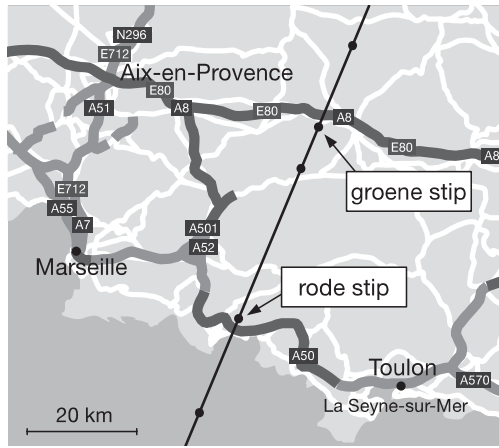 N296
E712
Aix-en-Provence
E80
A51
A8
E80
A8
E80
A8
groene stip
E712
A55
A7
A501
A52
Marseille
rode stip
A50
Toulon
A570
La Seyne-sur-Mer
20 km